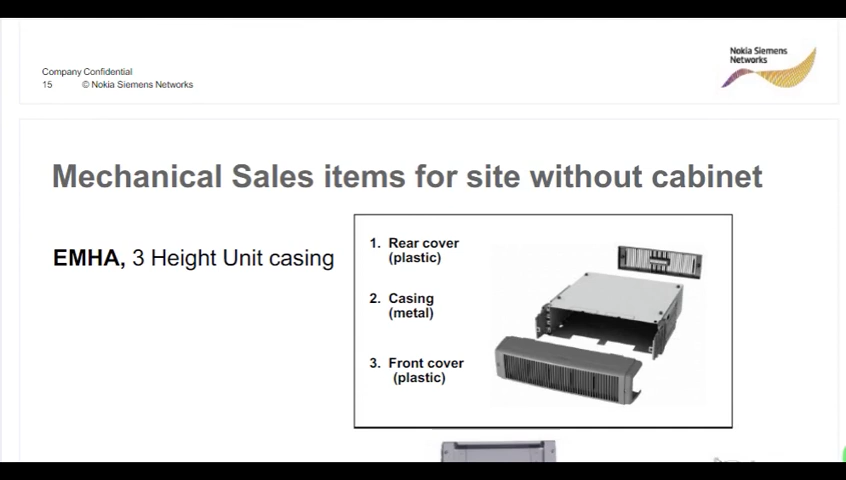 Company Confidential
15 © Nokia Siemens Networks
Nokia Siemens
Networks
Mechanical Sales items for site without cabinet
EMHA, 3 Height Unit casing
1. Rear cover
(plastic)
2. Casing
(metal)
3. Front cover
(plastic)